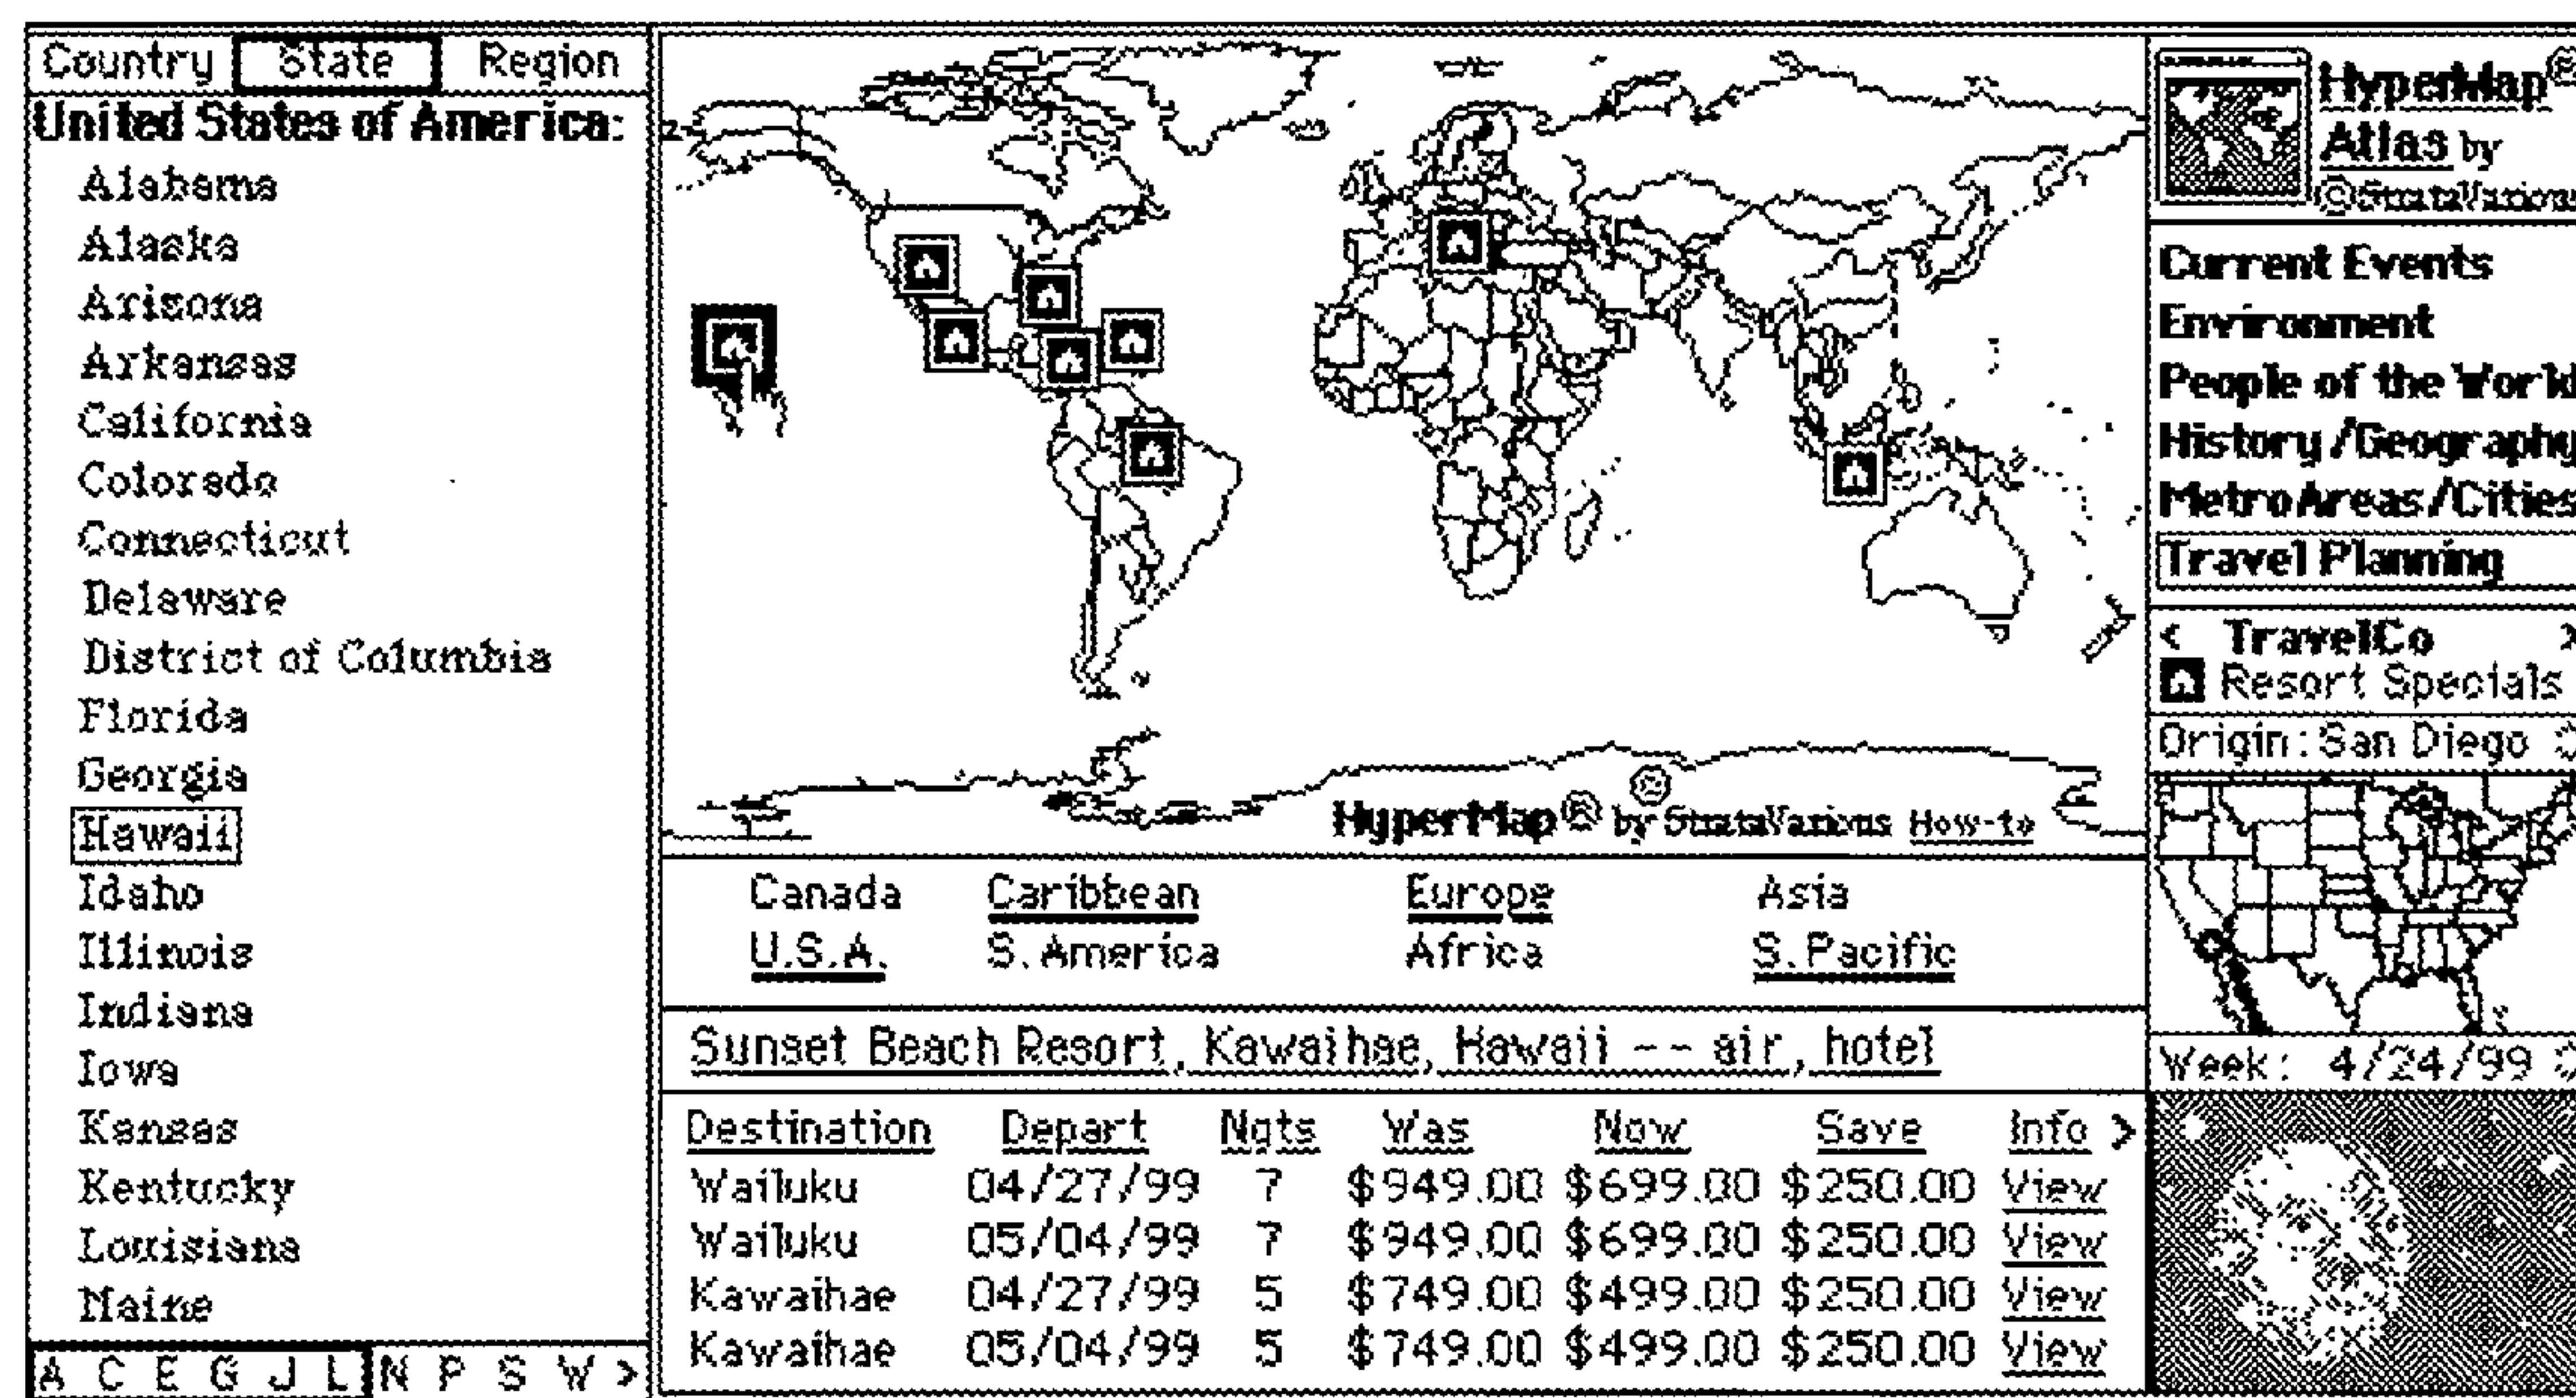 Country State Region
United States of America:
Alabama
Alaska
Arizona
Arkansas
California
Colorado
Connecticut
Delaware
District of Columbia
Florida
Georgia
Hawaii
Idaho
Illinois
Indiana
Iowa
Kansas
Kentucky
Louisiana
Maine
A C E G J L N P S W >
HyperMap® © by StrataVarious How-to
Canada Caribbean Europe Asia
U.S.A. S. America Africa S. Pacific
Sunset Beach Resort, Kawaihae, Hawaii -- air, hotel
Destination Depart Ngts Was Now Save Info >
Wailuku 04/27/99 7 $949.00 $699.00 $250.00 View
Wailuku 05/04/99 7 $949.00 $699.00 $250.00 View
Kawaihae 04/27/99 5 $749.00 $499.00 $250.00 View
Kawaihae 05/04/99 5 $749.00 $499.00 $250.00 View
HyperMap®
Atlas by
©StrataVarious
Current Events
Environment
People of the World
History/Geography
Metro Areas/Cities
Travel Planning
< TravelCo >
Resort Specials
Origin: San Diego
Week: 4/24/99